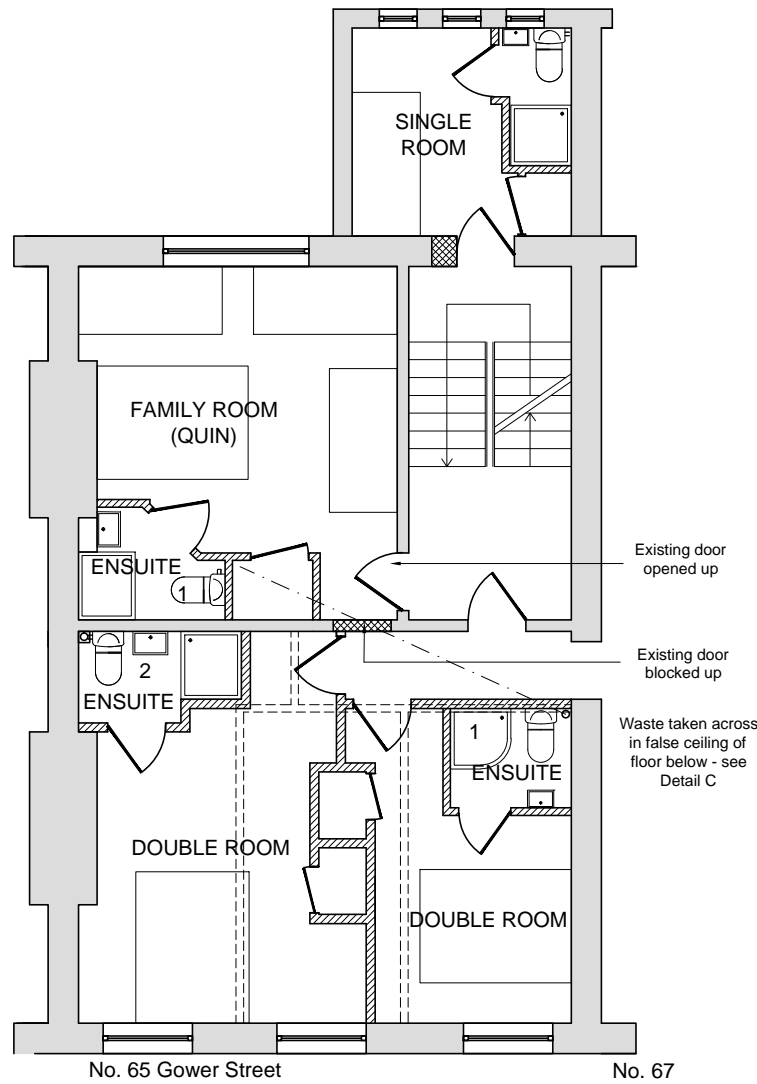 SINGLE
ROOM
FAMILY ROOM
(QUIN)
Existing door
opened up
ENSUITE
1
Existing door
blocked up
2
ENSUITE
Waste taken across
in false ceiling of
floor below - see
Detail C
1
ENSUITE
DOUBLE ROOM
DOUBLE ROOM
No. 65 Gower Street
No. 67